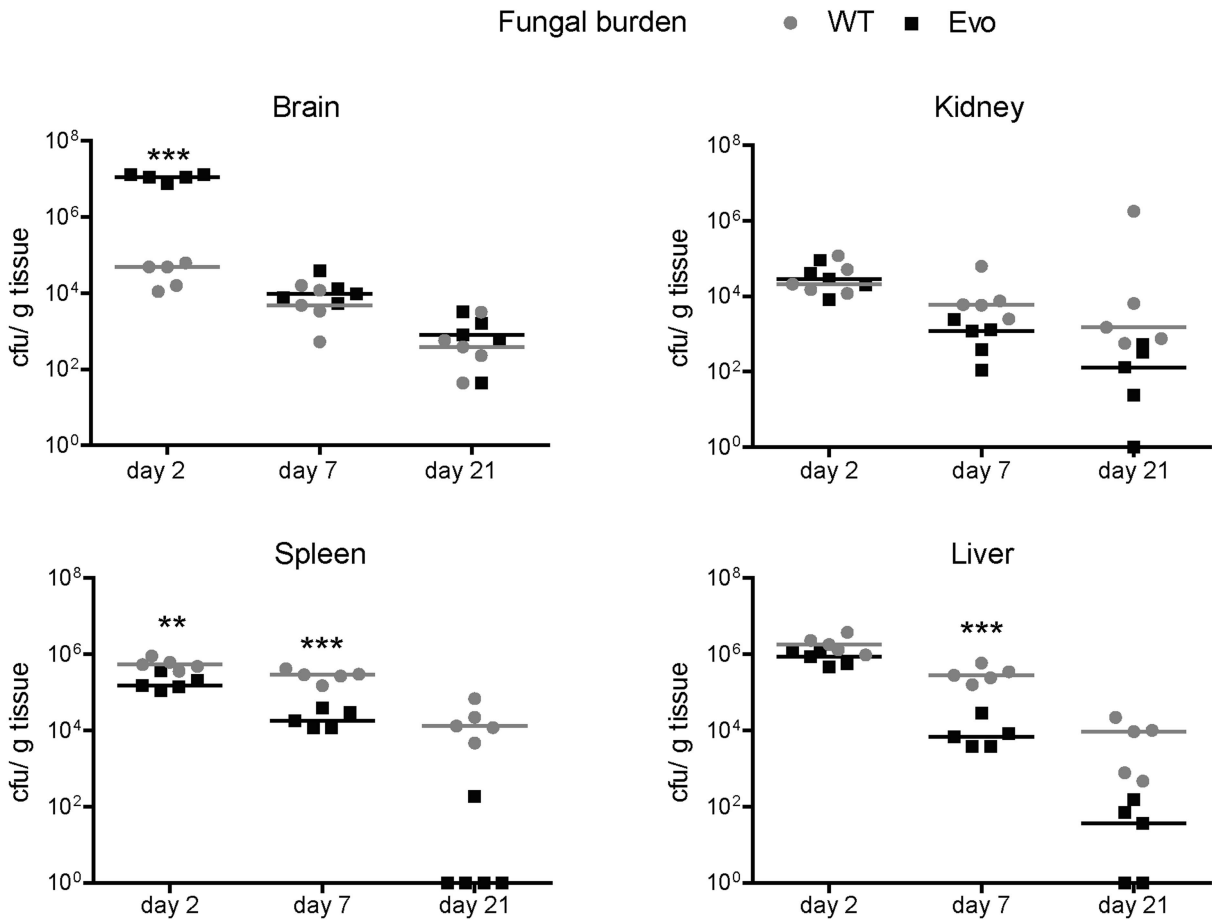 Fungal burden WT Evo
Brain
***
cfu/ g tissue
10^8
10^6
10^4
10^2
10^0
day 2 day 7 day 21
Kidney
cfu/ g tissue
10^8
10^6
10^4
10^2
10^0
day 2 day 7 day 21
Spleen
** ***
cfu/ g tissue
10^8
10^6
10^4
10^2
10^0
day 2 day 7 day 21
Liver
***
cfu/ g tissue
10^8
10^6
10^4
10^2
10^0
day 2 day 7 day 21